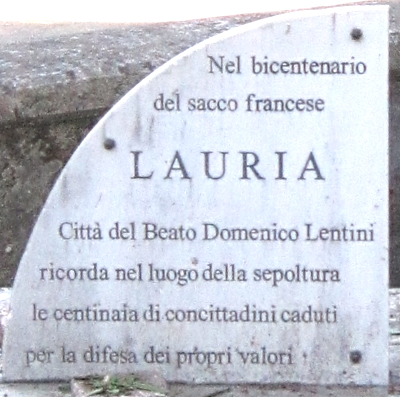 Nel bicentenario
del sacco francese
LAURIA
Città del Beato Domenico Lentini
ricorda nel luogo della sepoltura
le centinaia di concittadini caduti
per la difesa dei propri valori